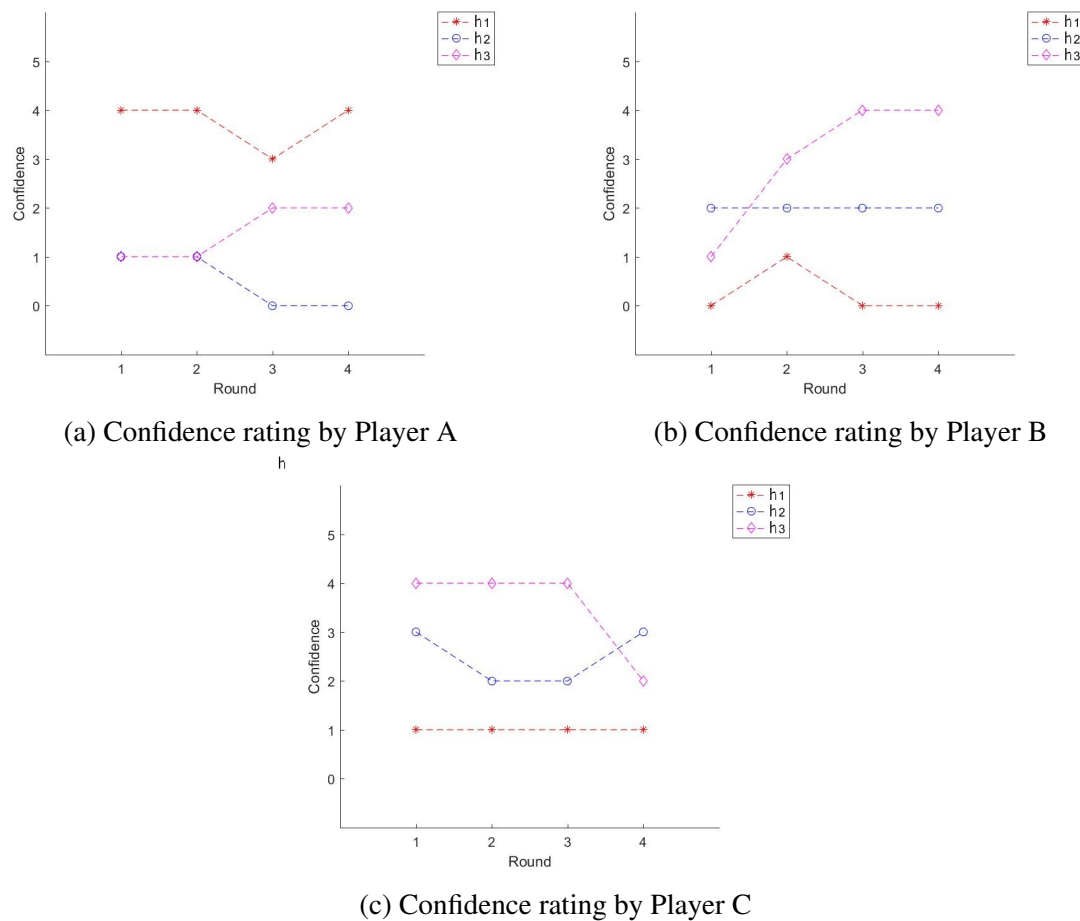 h1
h2
h3
5
4
3
2
1
0
Confidence
1 2 3 4
Round
(a) Confidence rating by Player A
h1
h2
h3
5
4
3
2
1
0
Confidence
1 2 3 4
Round
(b) Confidence rating by Player B
h
h1
h2
h3
5
4
3
2
1
0
Confidence
1 2 3 4
Round
(c) Confidence rating by Player C